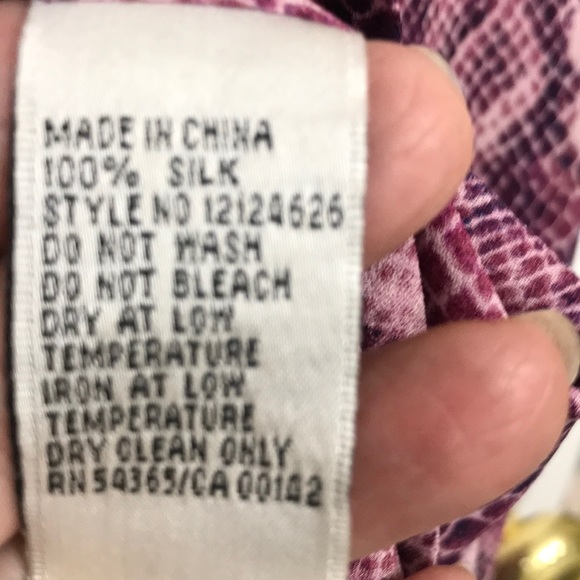 MADE IN CHINA
100% SILK
STYLE NO 12124626
DO NOT WASH
DO NOT BLEACH
DRY AT LOW
TEMPERATURE
IRON AT LOW
TEMPERATURE
DRY CLEAN ONLY
RN 54365/CA 00142